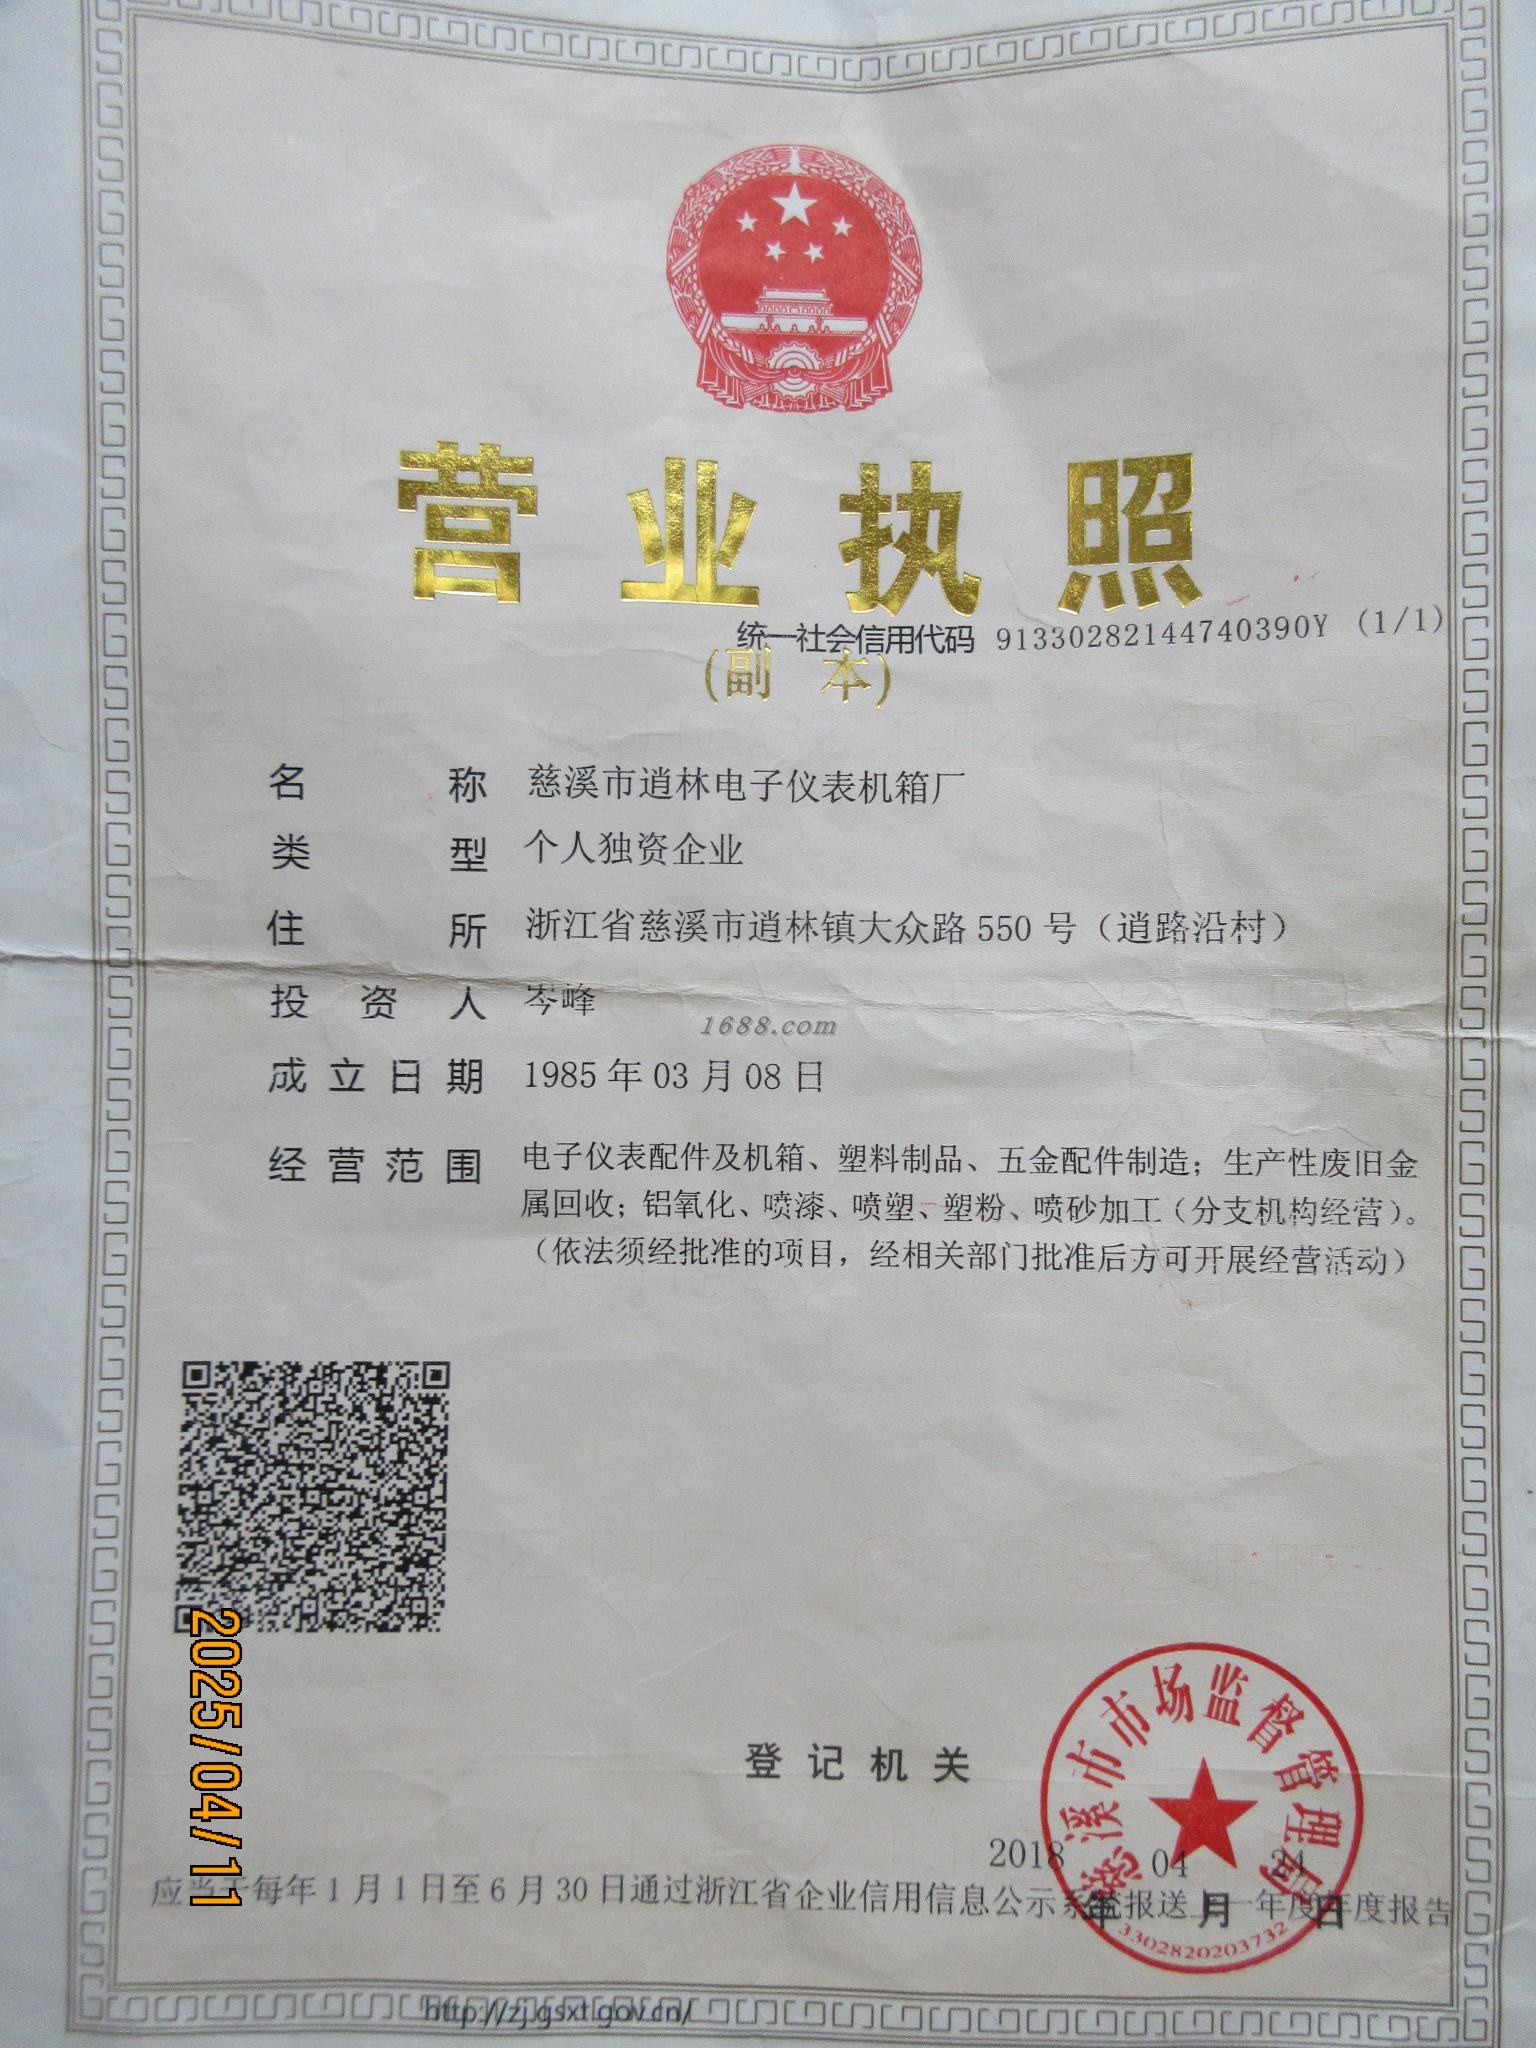 营业执照
统一社会信用代码 91330282144740390Y (1/1)
(副 本)
名 称 慈溪市逍林电子仪表机箱厂
类 型 个人独资企业
住 所 浙江省慈溪市逍林镇大众路550号（逍路沿村）
投 资 人 岑峰
1688.com
成 立 日 期 1985年03月08日
经 营 范 围 电子仪表配件及机箱、塑料制品、五金配件制造；生产性废旧金
属回收；铝氧化、喷漆、喷塑、塑粉、喷砂加工（分支机构经营）。
（依法须经批准的项目，经相关部门批准后方可开展经营活动）
2025/04/11
登 记 机 关
慈溪市市场监督管理局
2018 04 24
年 月 日
应当于每年1月1日至6月30日通过浙江省企业信用信息公示系统报送上一年度年度报告
3302820203732
http://zj.gsxt.gov.cn/